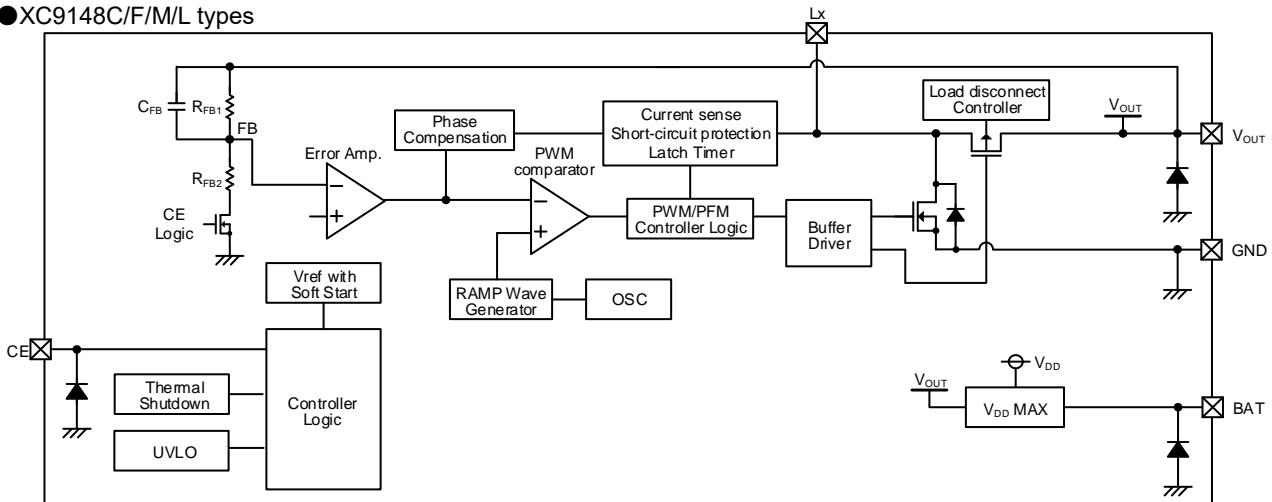 ●XC9148C/F/M/L types
Lx
CFB
RFB1
FB
RFB2
CE
Logic
Error Amp.
Phase
Compensation
PWM
comparator
Current sense
Short-circuit protection
Latch Timer
PWM/PFM
Controller Logic
Load disconnect
Controller
VOUT
VOUT
Buffer
Driver
GND
Vref with
Soft Start
RAMP Wave
Generator
OSC
CE
Thermal
Shutdown
UVLO
Controller
Logic
VOUT
VDD
VDD MAX
BAT